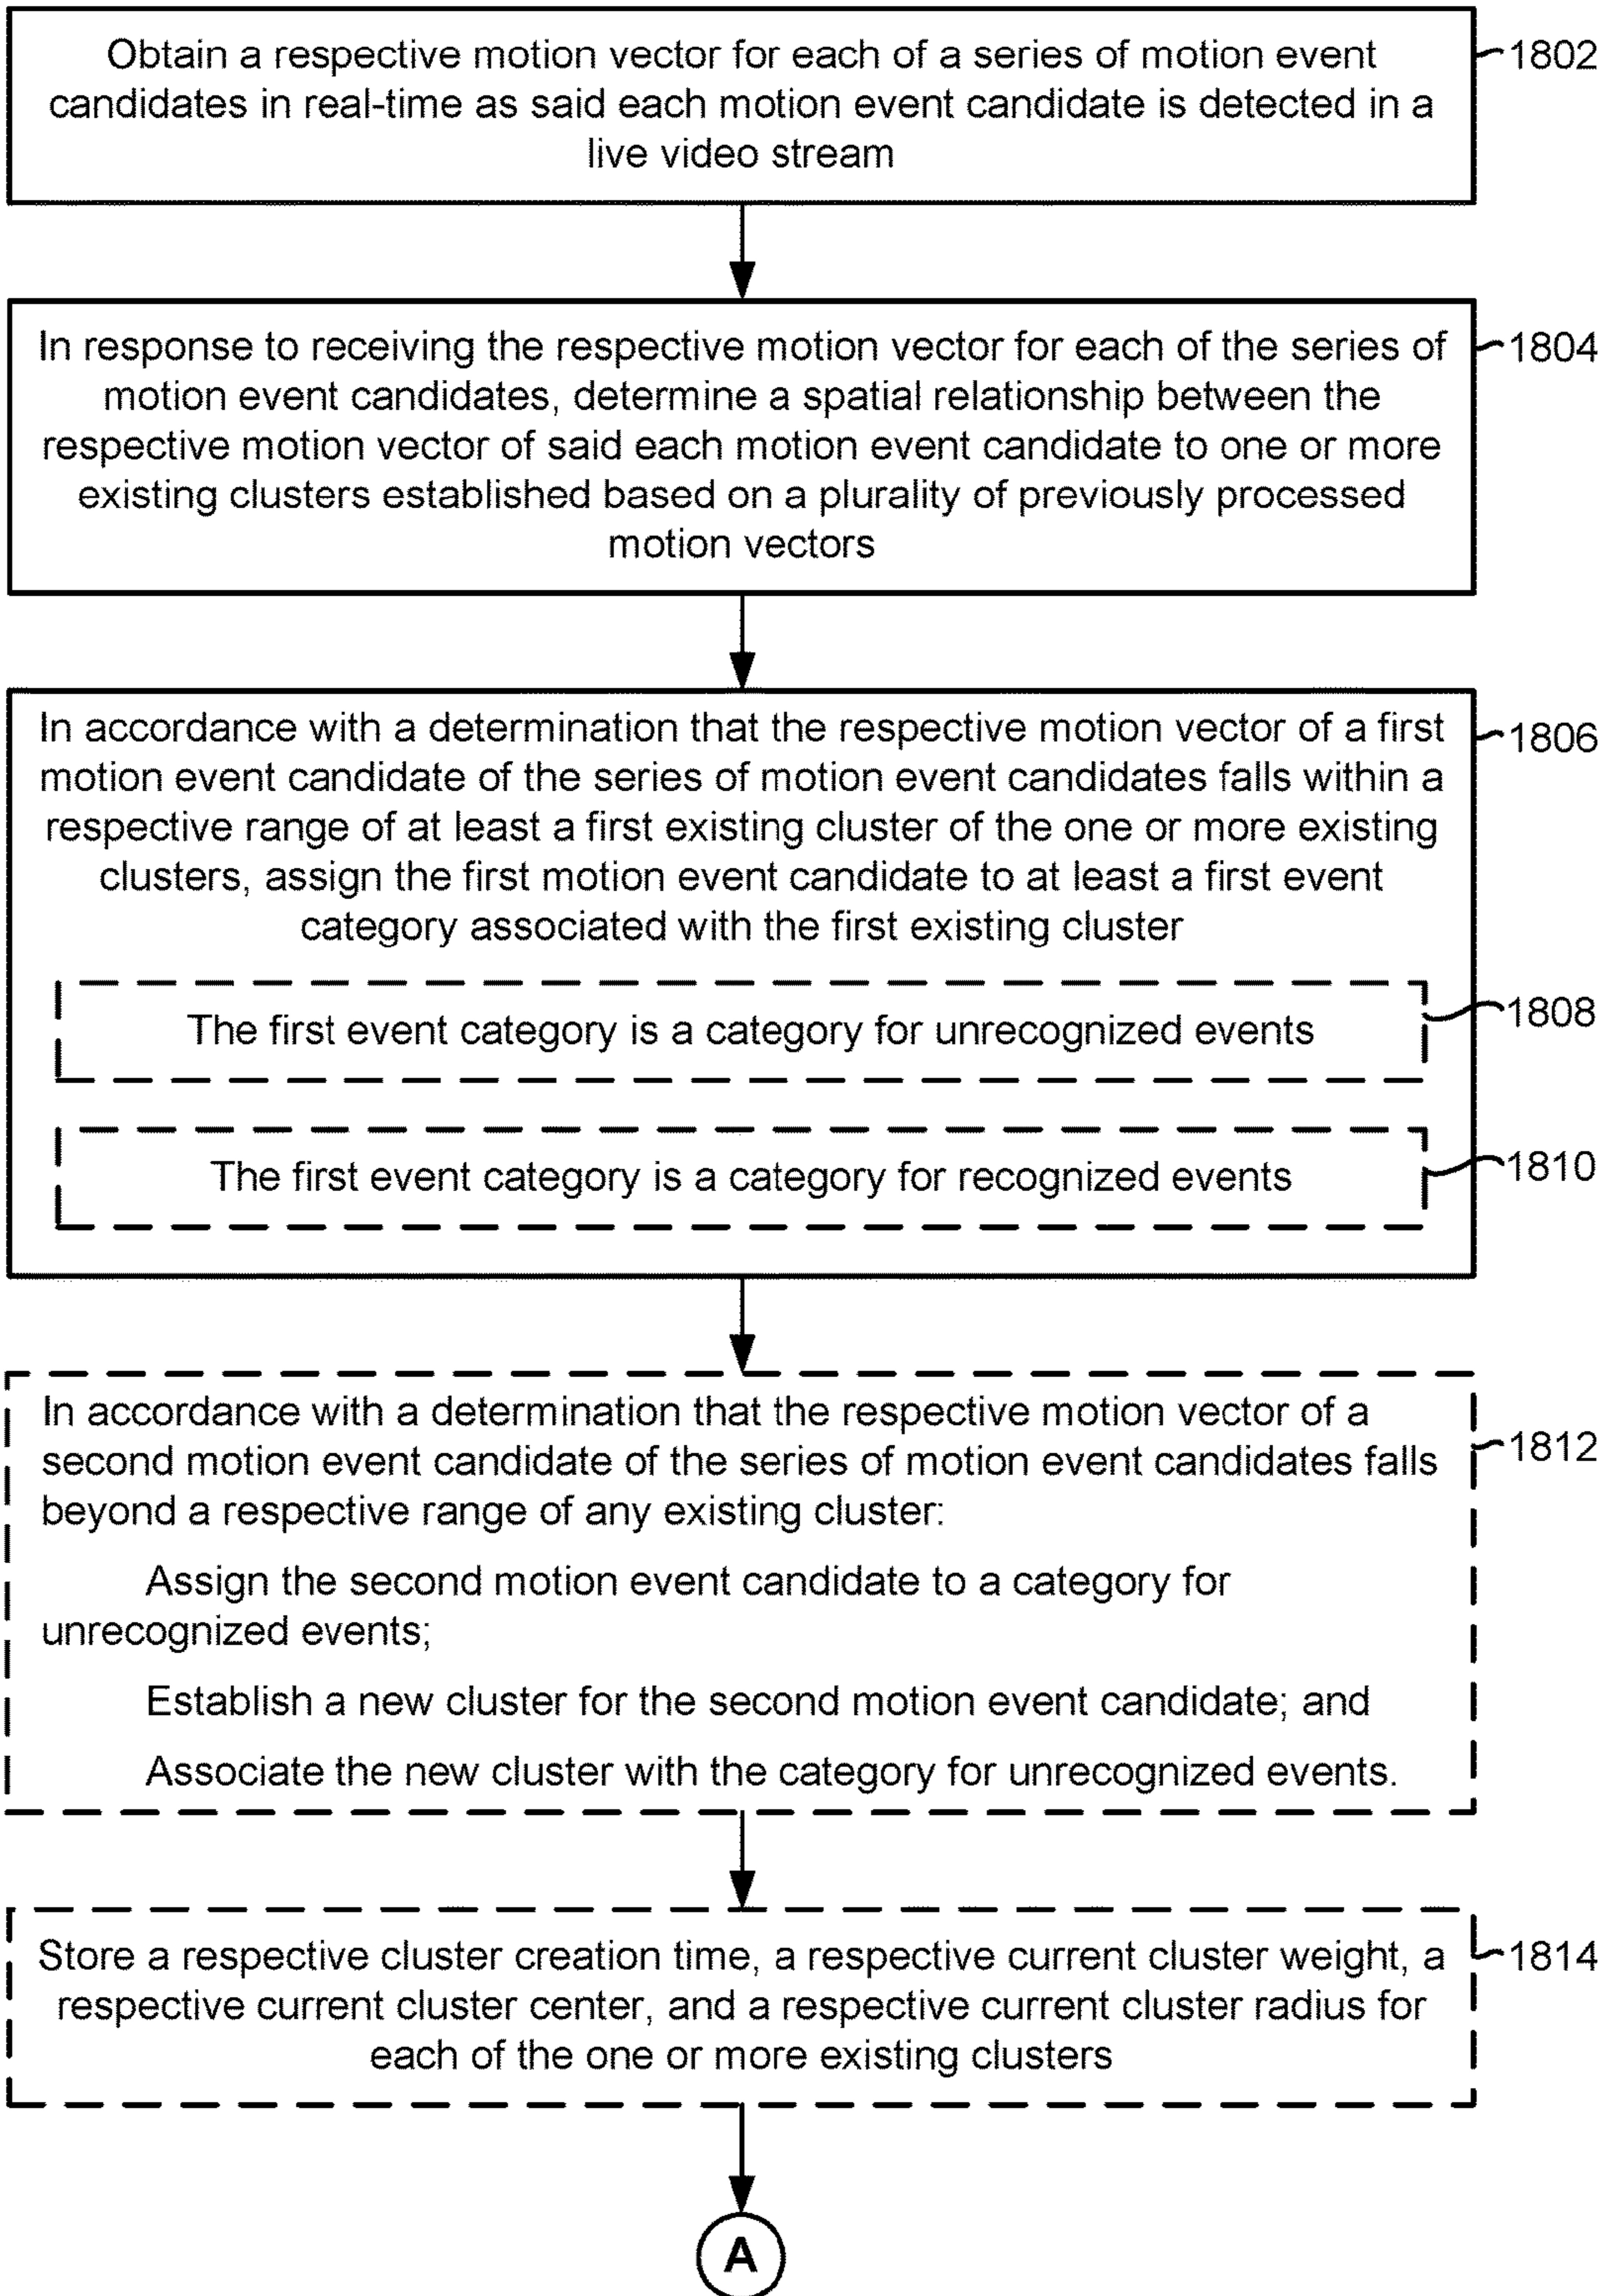 Obtain a respective motion vector for each of a series of motion event
candidates in real-time as said each motion event candidate is detected in a
live video stream
1802
In response to receiving the respective motion vector for each of the series of
motion event candidates, determine a spatial relationship between the
respective motion vector of said each motion event candidate to one or more
existing clusters established based on a plurality of previously processed
motion vectors
1804
In accordance with a determination that the respective motion vector of a first
motion event candidate of the series of motion event candidates falls within a
respective range of at least a first existing cluster of the one or more existing
clusters, assign the first motion event candidate to at least a first event
category associated with the first existing cluster
1806
The first event category is a category for unrecognized events
1808
The first event category is a category for recognized events
1810
In accordance with a determination that the respective motion vector of a
second motion event candidate of the series of motion event candidates falls
beyond a respective range of any existing cluster:
Assign the second motion event candidate to a category for
unrecognized events;
Establish a new cluster for the second motion event candidate; and
Associate the new cluster with the category for unrecognized events.
1812
Store a respective cluster creation time, a respective current cluster weight, a
respective current cluster center, and a respective current cluster radius for
each of the one or more existing clusters
1814
A